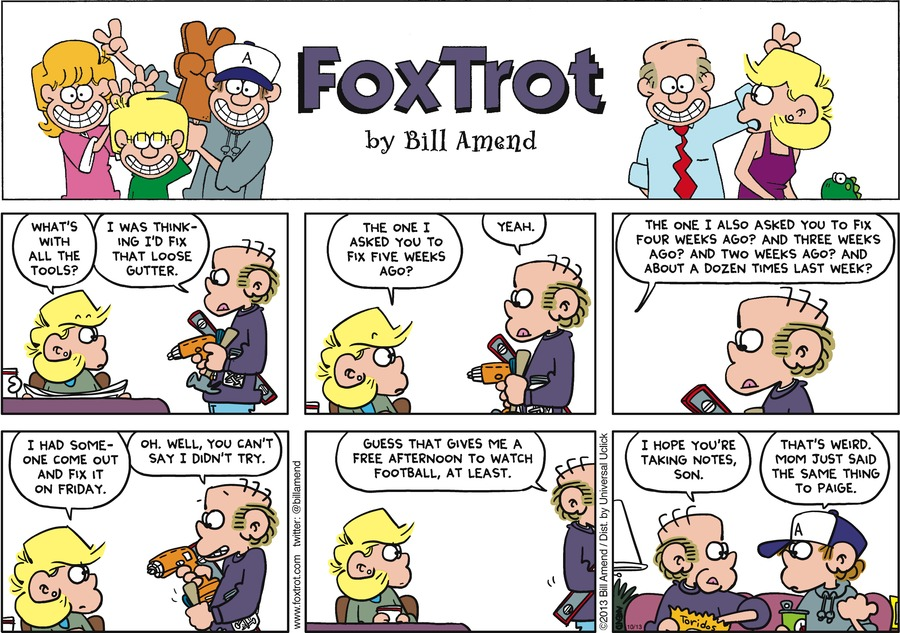 A
FOXTROT
by Bill Amend
WHAT'S
WITH
ALL THE
TOOLS?
I WAS THINK-
ING I'D FIX
THAT LOOSE
GUTTER.
THE ONE I
ASKED YOU TO
FIX FIVE WEEKS
AGO?
YEAH.
THE ONE I ALSO ASKED YOU TO FIX
FOUR WEEKS AGO? AND THREE WEEKS
AGO? AND TWO WEEKS AGO? AND
ABOUT A DOZEN TIMES LAST WEEK?
I HAD SOME-
ONE COME OUT
AND FIX IT
ON FRIDAY.
OH. WELL, YOU CAN'T
SAY I DIDN'T TRY.
www.foxtrot.com twitter: @billamend
GUESS THAT GIVES ME A
FREE AFTERNOON TO WATCH
FOOTBALL, AT LEAST.
©2013 Bill Amend / Dist. by Universal Uclick
I HOPE YOU'RE
TAKING NOTES,
SON.
THAT'S WEIRD.
MOM JUST SAID
THE SAME THING
TO PAIGE.
A
Toridos
AMEND
10/13